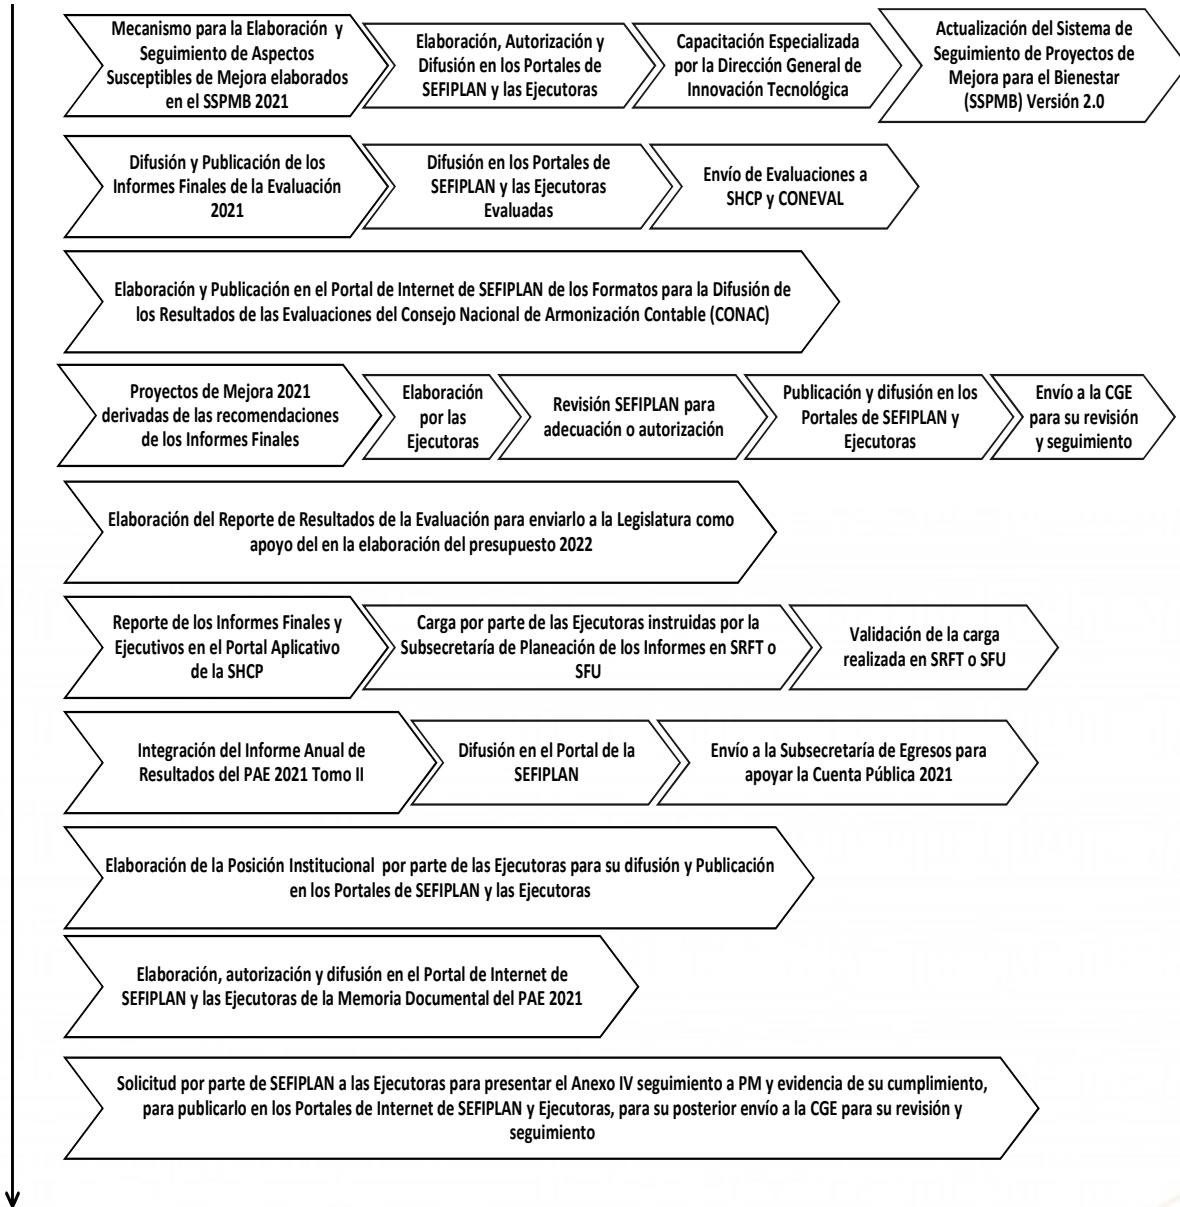 Mecanismo para la Elaboración y
Seguimiento de Aspectos
Susceptibles de Mejora elaborados
en el SSPMB 2021
Elaboración, Autorización y
Difusión en los Portales de
SEFIPLAN y las Ejecutoras
Capacitación Especializada
por la Dirección General de
Innovación Tecnológica
Actualización del Sistema de
Seguimiento de Proyectos de
Mejora para el Bienestar
(SSPMB) Versión 2.0
Difusión y Publicación de los
Informes Finales de la Evaluación
2021
Difusión en los Portales de
SEFIPLAN y las Ejecutoras
Evaluadas
Envío de Evaluaciones a
SHCP y CONEVAL
Elaboración y Publicación en el Portal de Internet de SEFIPLAN de los Formatos para la Difusión de
los Resultados de las Evaluaciones del Consejo Nacional de Armonización Contable (CONAC)
Proyectos de Mejora 2021
derivadas de las recomendaciones
de los Informes Finales
Elaboración
por las
Ejecutoras
Revisión SEFIPLAN para
adecuación o autorización
Publicación y difusión en los
Portales de SEFIPLAN y
Ejecutoras
Envío a la CGE
para su revisión
y seguimiento
Elaboración del Reporte de Resultados de la Evaluación para enviarlo a la Legislatura como
apoyo del en la elaboración del presupuesto 2022
Reporte de los Informes Finales y
Ejecutivos en el Portal Aplicativo
de la SHCP
Carga por parte de las Ejecutoras instruidas por la
Subsecretaría de Planeación de los Informes en SRFT o
SFU
Validación de la carga
realizada en SRFT o SFU
Integración del Informe Anual de
Resultados del PAE 2021 Tomo II
Difusión en el Portal de la
SEFIPLAN
Envío a la Subsecretaría de Egresos para
apoyar la Cuenta Pública 2021
Elaboración de la Posición Institucional por parte de las Ejecutoras para su difusión y Publicación
en los Portales de SEFIPLAN y las Ejecutoras
Elaboración, autorización y difusión en el Portal de Internet de
SEFIPLAN y las Ejecutoras de la Memoria Documental del PAE 2021
Solicitud por parte de SEFIPLAN a las Ejecutoras para presentar el Anexo IV seguimiento a PM y evidencia de su cumplimiento,
para publicarlo en los Portales de Internet de SEFIPLAN y Ejecutoras, para su posterior envío a la CGE para su revisión y
seguimiento